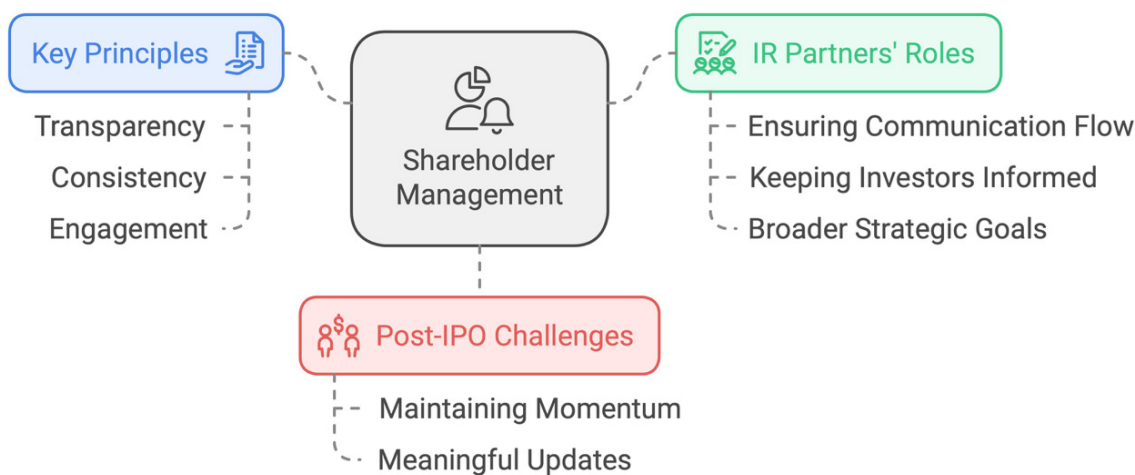 Key Principles
Transparency
Consistency
Engagement
Shareholder
Management
IR Partners' Roles
Ensuring Communication Flow
Keeping Investors Informed
Broader Strategic Goals
Post-IPO Challenges
Maintaining Momentum
Meaningful Updates